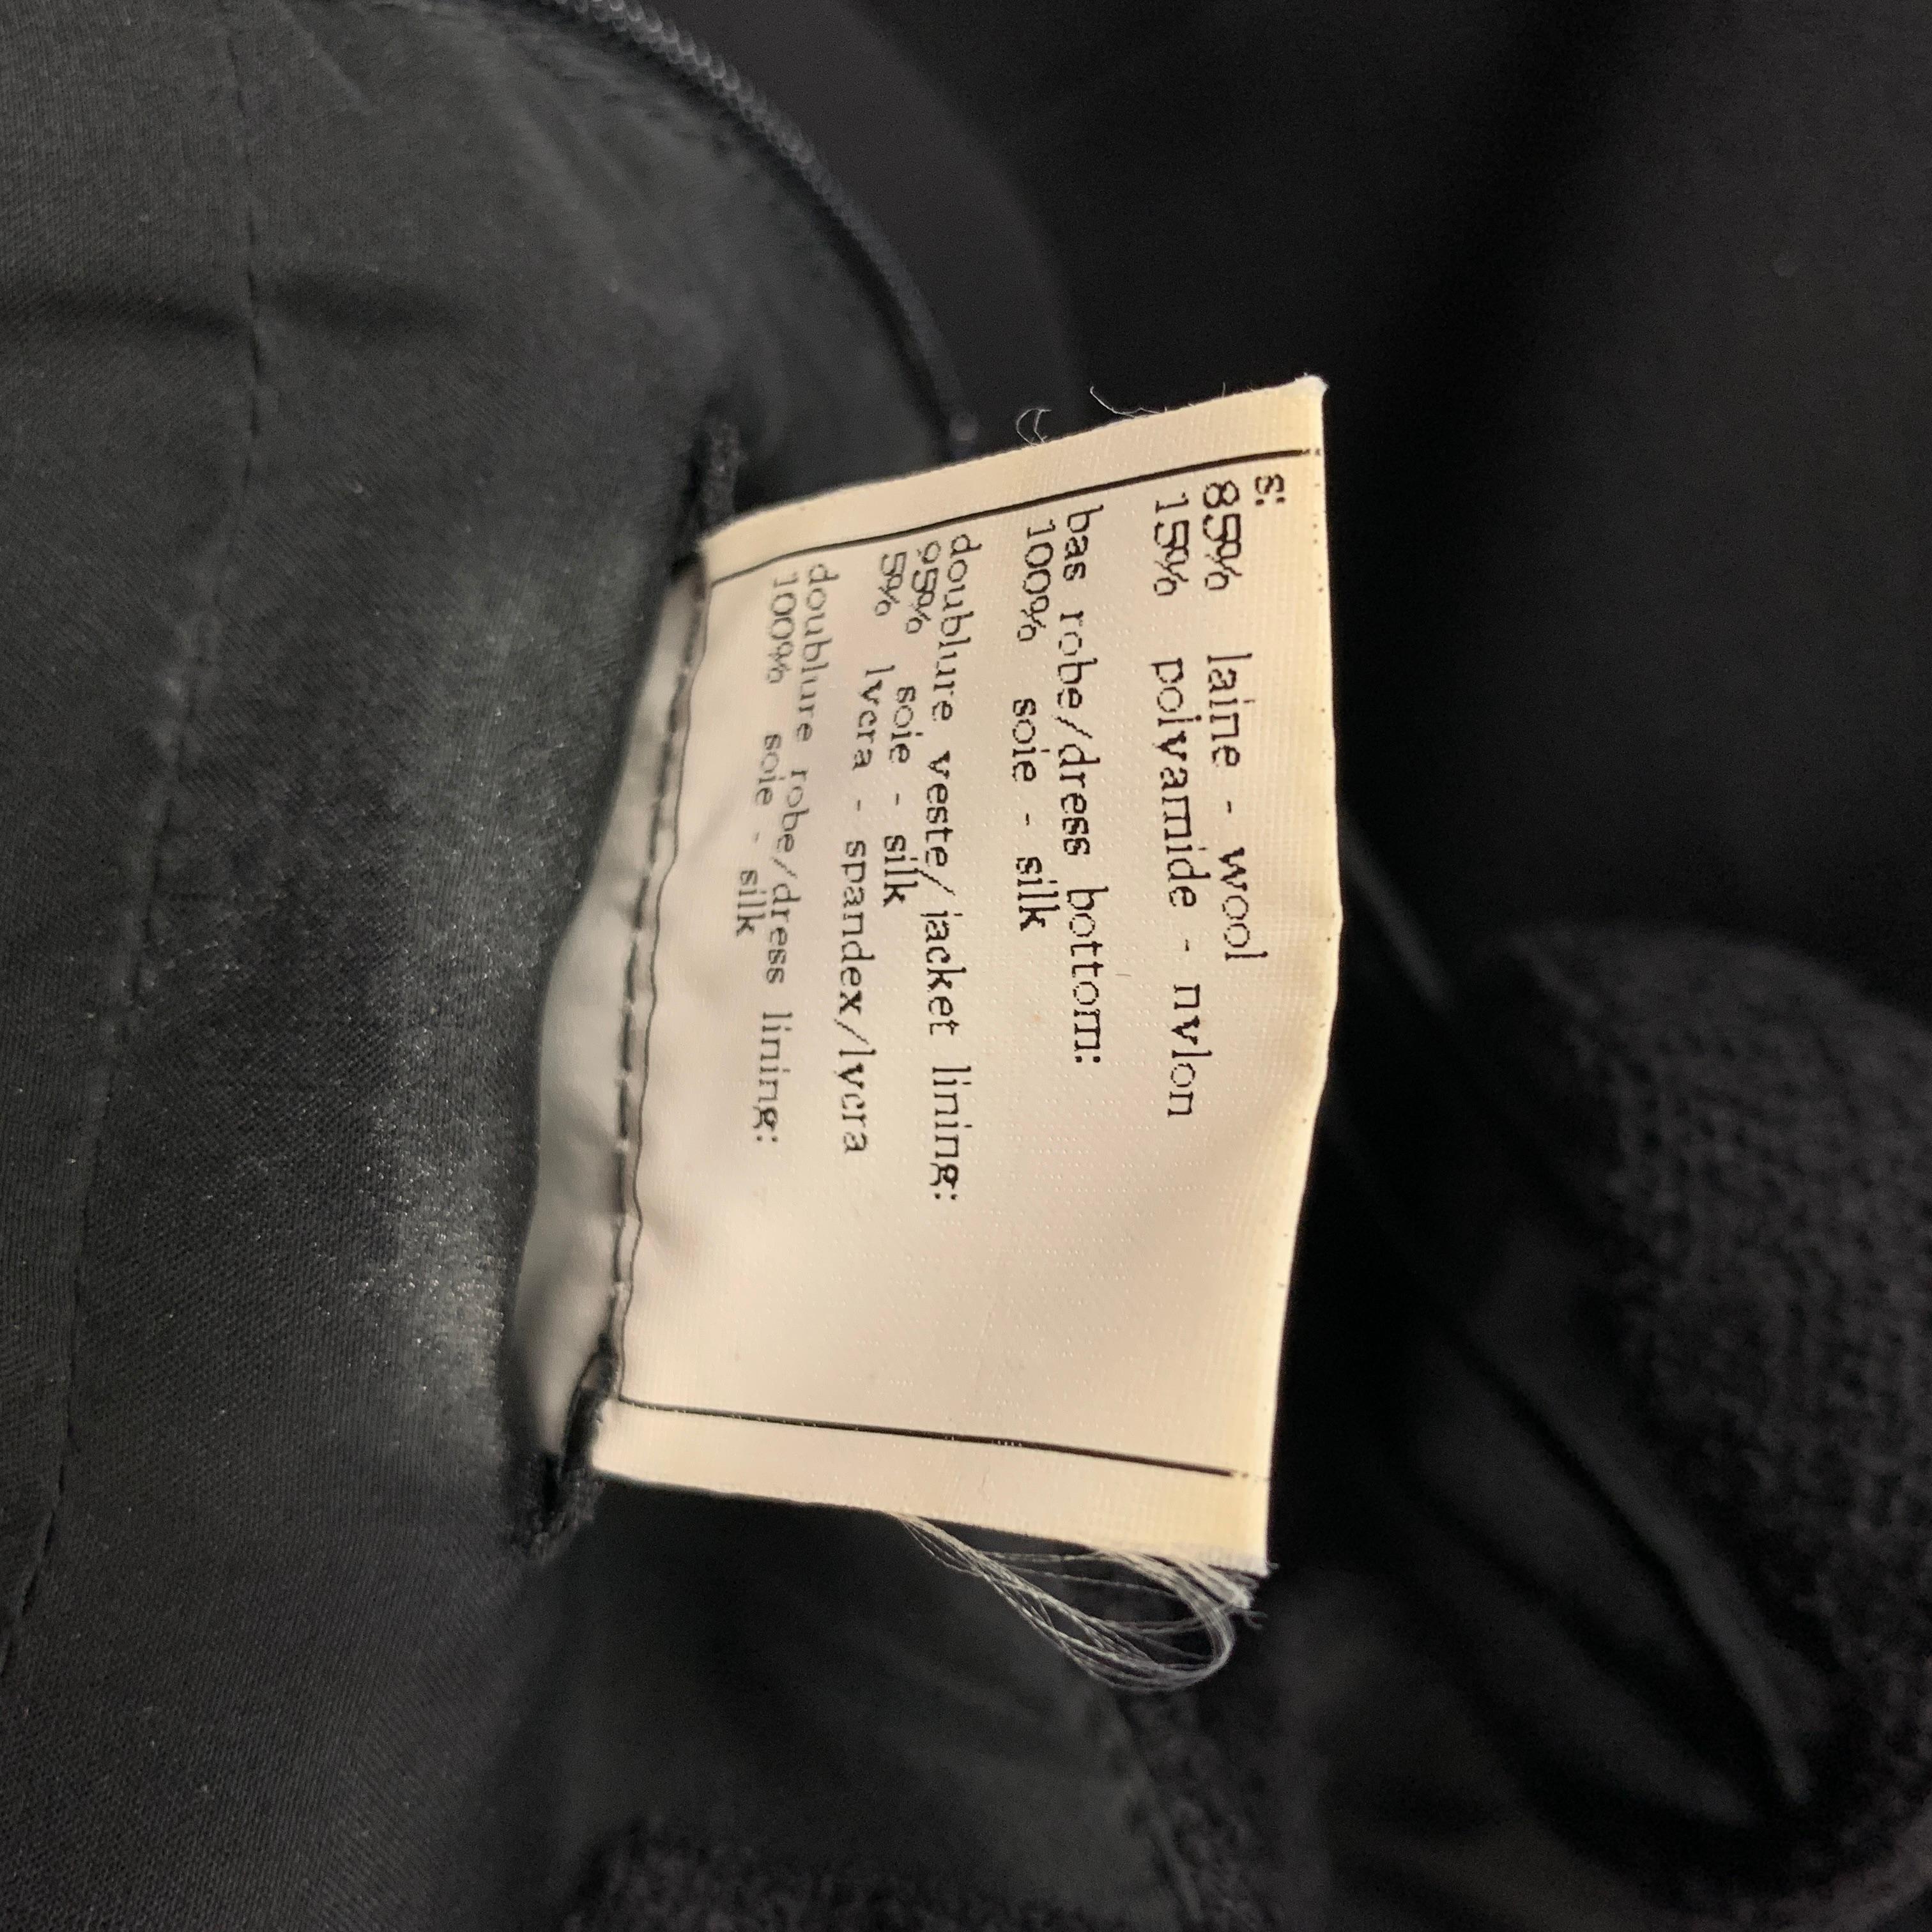 s:
85% laine - wool
15% polyamide - nylon
bas robe/dress bottom:
100% soie - silk
doublure veste/jacket lining:
95% soie - silk
5% lycra - spandex/lycra
doublure robe/dress lining:
100% soie - silk